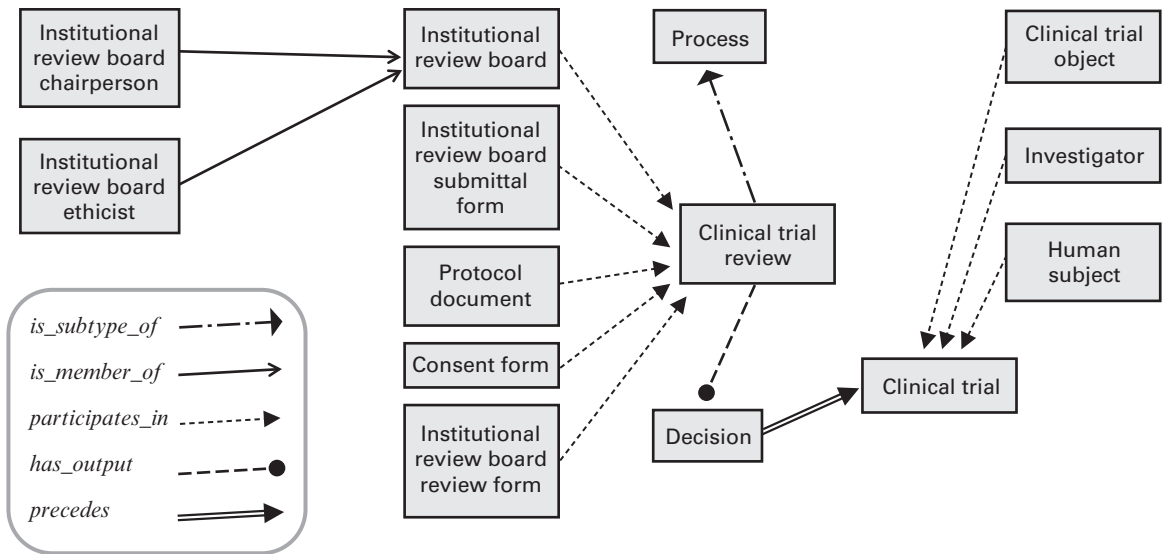 Institutional
review board
chairperson
Institutional
review board
ethicist
Institutional
review board
Institutional
review board
submittal
form
Protocol
document
Consent form
Institutional
review board
review form
Process
Clinical trial
review
Decision
Clinical trial
object
Investigator
Human
subject
Clinical trial
is_subtype_of
is_member_of
participates_in
has_output
precedes